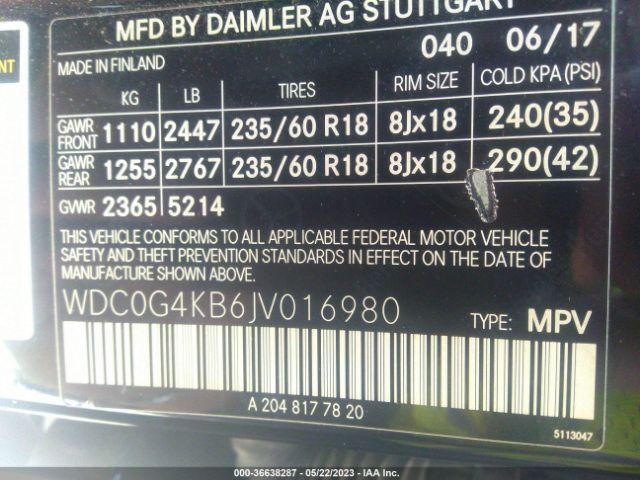 MFD BY DAIMLER AG STUTTGART
040 06/17
MADE IN FINLAND
KG LB TIRES RIM SIZE COLD KPA (PSI)
GAWR FRONT 1110 2447 235/60 R18 8Jx18 240(35)
GAWR REAR 1255 2767 235/60 R18 8Jx18 290(42)
GVWR 2365 5214
THIS VEHICLE CONFORMS TO ALL APPLICABLE FEDERAL MOTOR VEHICLE
SAFETY AND THEFT PREVENTION STANDARDS IN EFFECT ON THE DATE OF
MANUFACTURE SHOWN ABOVE.
WDC0G4KB6JV016980
TYPE: MPV
A 204 817 78 20
5113047
000-36638287 - 05/22/2023 - IAA Inc.